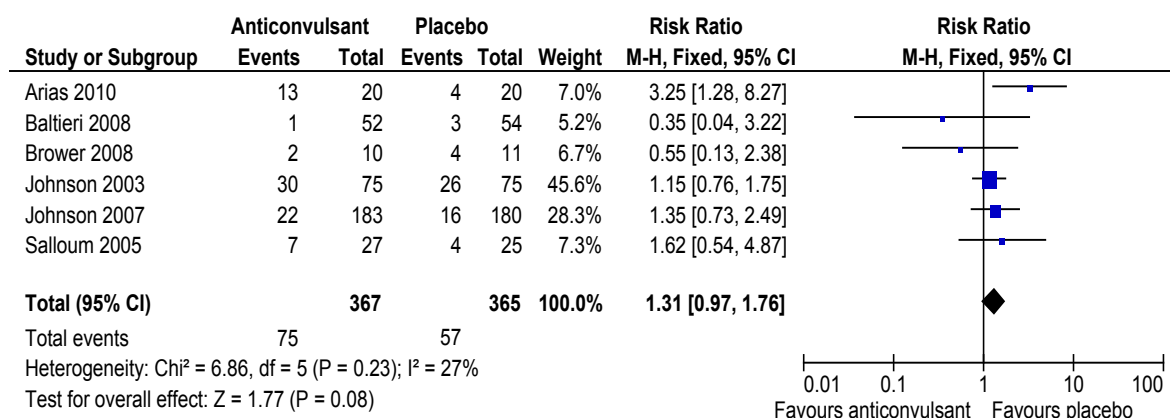 Anticonvulsant Placebo Risk Ratio Risk Ratio
Study or Subgroup Events Total Events Total Weight M-H, Fixed, 95% CI M-H, Fixed, 95% CI
Arias 2010 13 20 4 20 7.0% 3.25 [1.28, 8.27]
Baltieri 2008 1 52 3 54 5.2% 0.35 [0.04, 3.22]
Brower 2008 2 10 4 11 6.7% 0.55 [0.13, 2.38]
Johnson 2003 30 75 26 75 45.6% 1.15 [0.76, 1.75]
Johnson 2007 22 183 16 180 28.3% 1.35 [0.73, 2.49]
Salloum 2005 7 27 4 25 7.3% 1.62 [0.54, 4.87]
Total (95% CI) 367 365 100.0% 1.31 [0.97, 1.76]
Total events 75 57
Heterogeneity: Chi² = 6.86, df = 5 (P = 0.23); I² = 27%
Test for overall effect: Z = 1.77 (P = 0.08)
0.01 0.1 1 10 100
Favours anticonvulsant Favours placebo